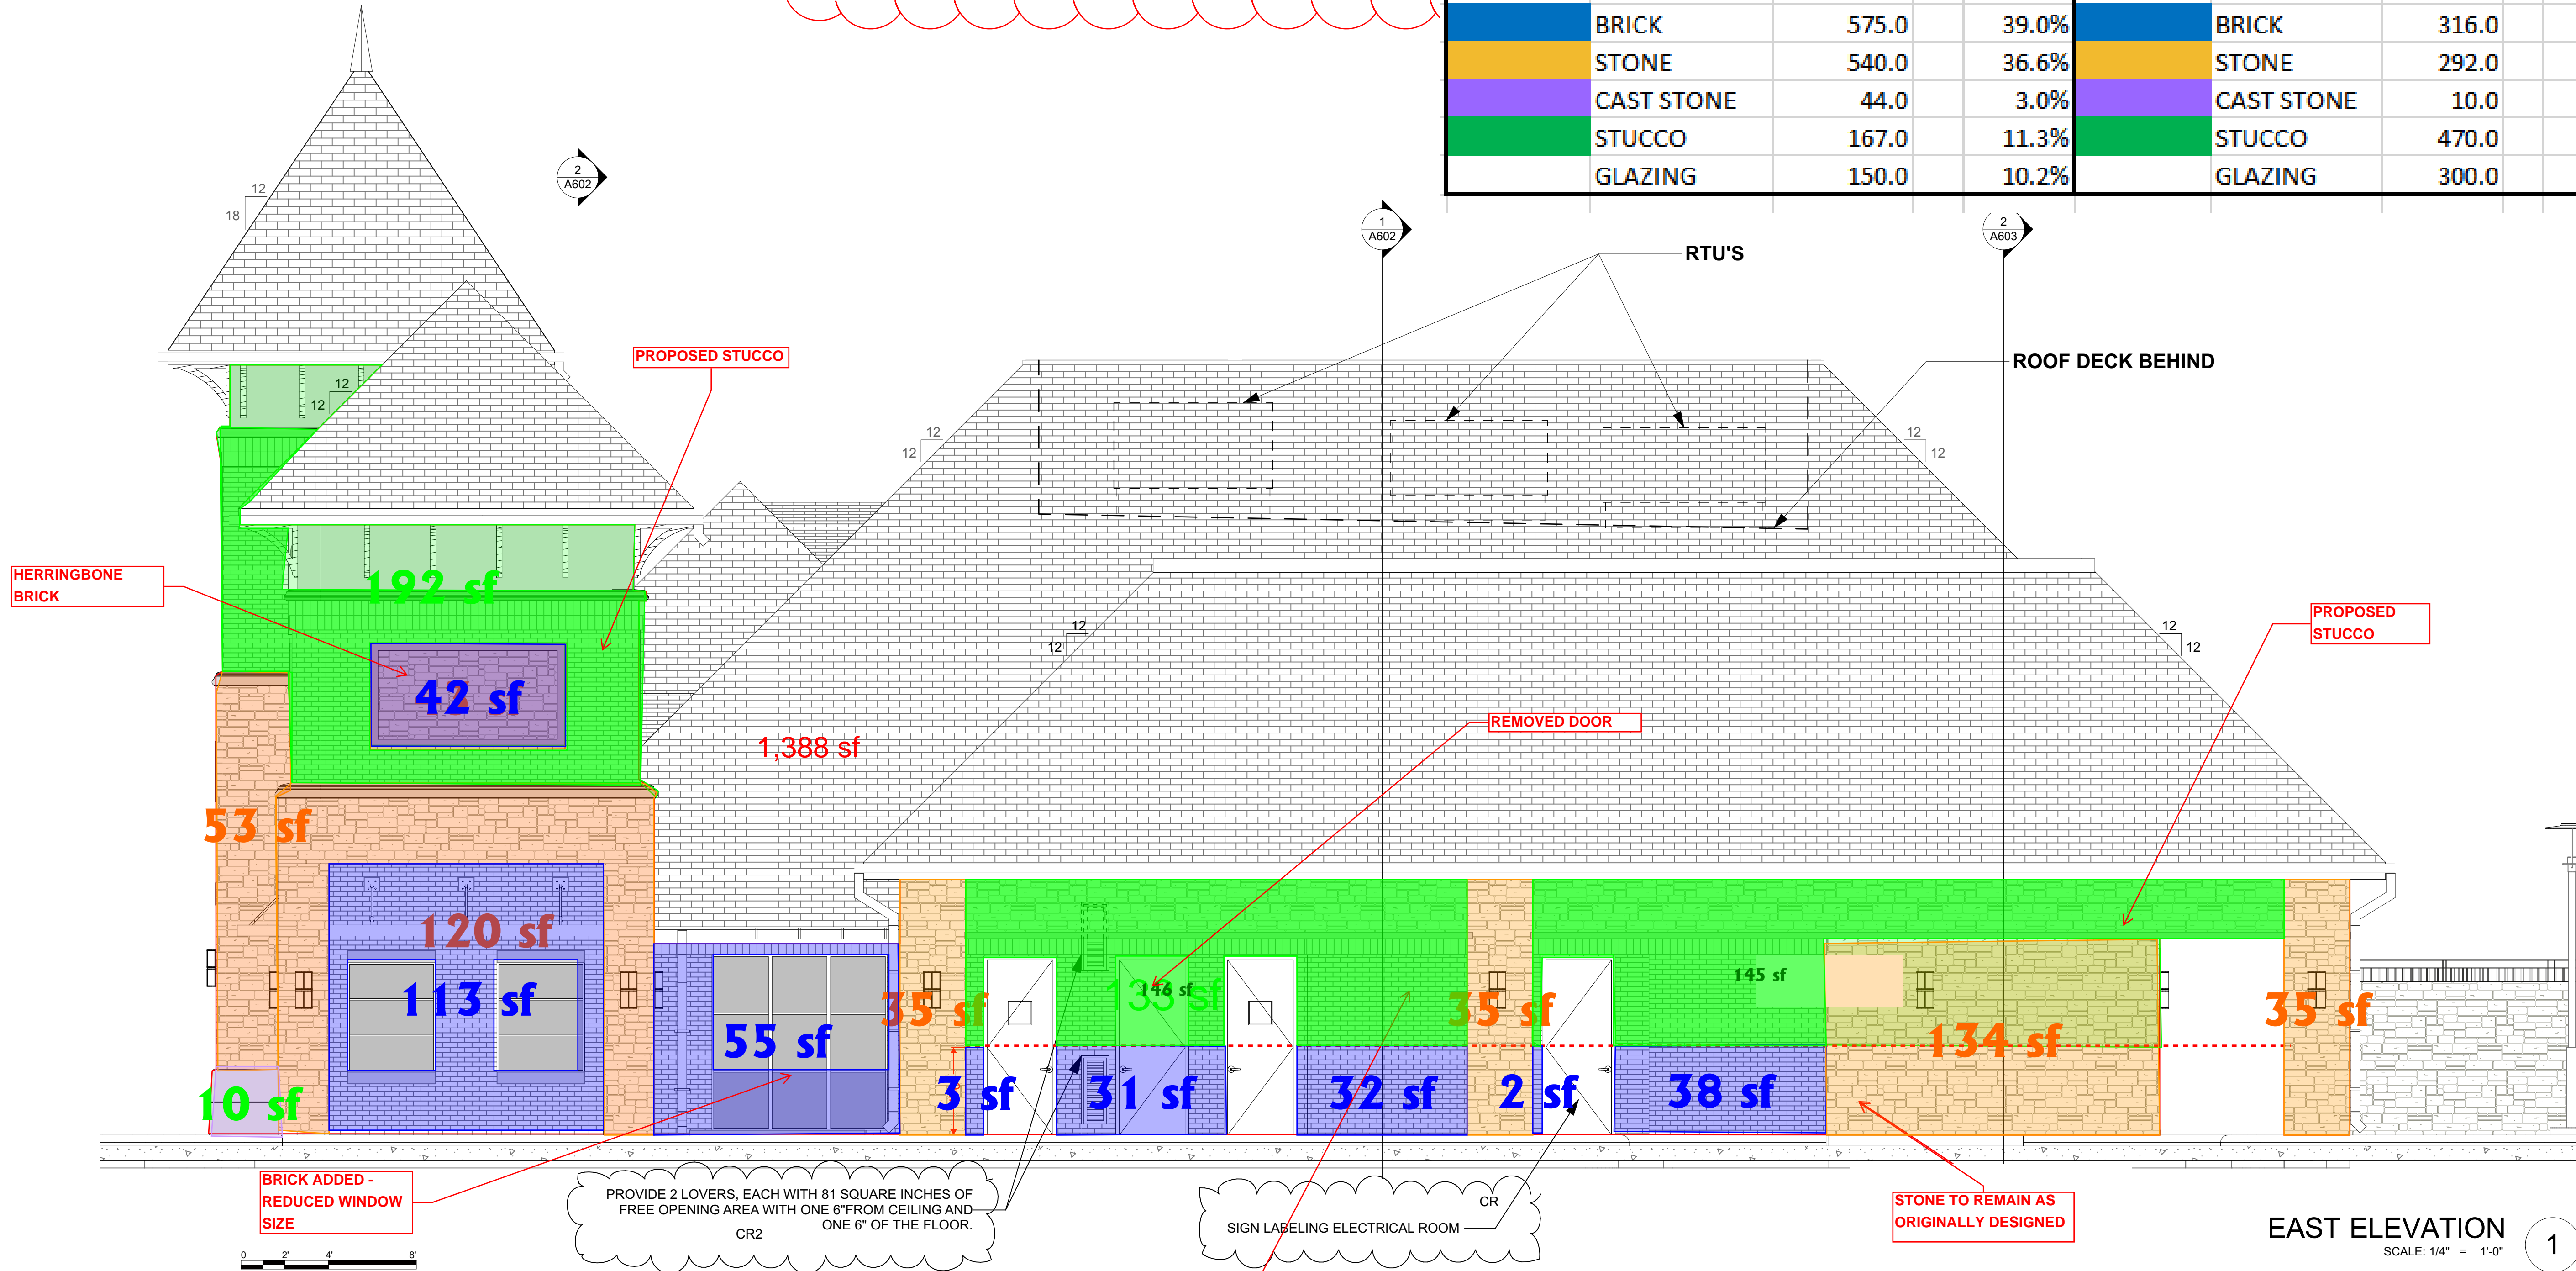 BRICK 575.0 39.0% BRICK 316.0
STONE 540.0 36.6% STONE 292.0
CAST STONE 44.0 3.0% CAST STONE 10.0
STUCCO 167.0 11.3% STUCCO 470.0
GLAZING 150.0 10.2% GLAZING 300.0
2
A602
1
A602
2
A603
12
18
RTU'S
PROPOSED STUCCO
ROOF DECK BEHIND
12
12
12
12
12
12
HERRINGBONE
BRICK
192 sf
PROPOSED
STUCCO
12
12
12
12
42 sf
REMOVED DOOR
1,388 sf
53 sf
120 sf
113 sf
146 sf
133 sf
145 sf
35 sf
35 sf
35 sf
55 sf
134 sf
10 sf
3 sf
31 sf
32 sf
2 sf
38 sf
BRICK ADDED -
REDUCED WINDOW
SIZE
PROVIDE 2 LOVERS, EACH WITH 81 SQUARE INCHES OF
FREE OPENING AREA WITH ONE 6"FROM CEILING AND
ONE 6" OF THE FLOOR.
CR2
CR
SIGN LABELING ELECTRICAL ROOM
STONE TO REMAIN AS
ORIGINALLY DESIGNED
0 2' 4' 8'
EAST ELEVATION
SCALE: 1/4" = 1'-0"
1